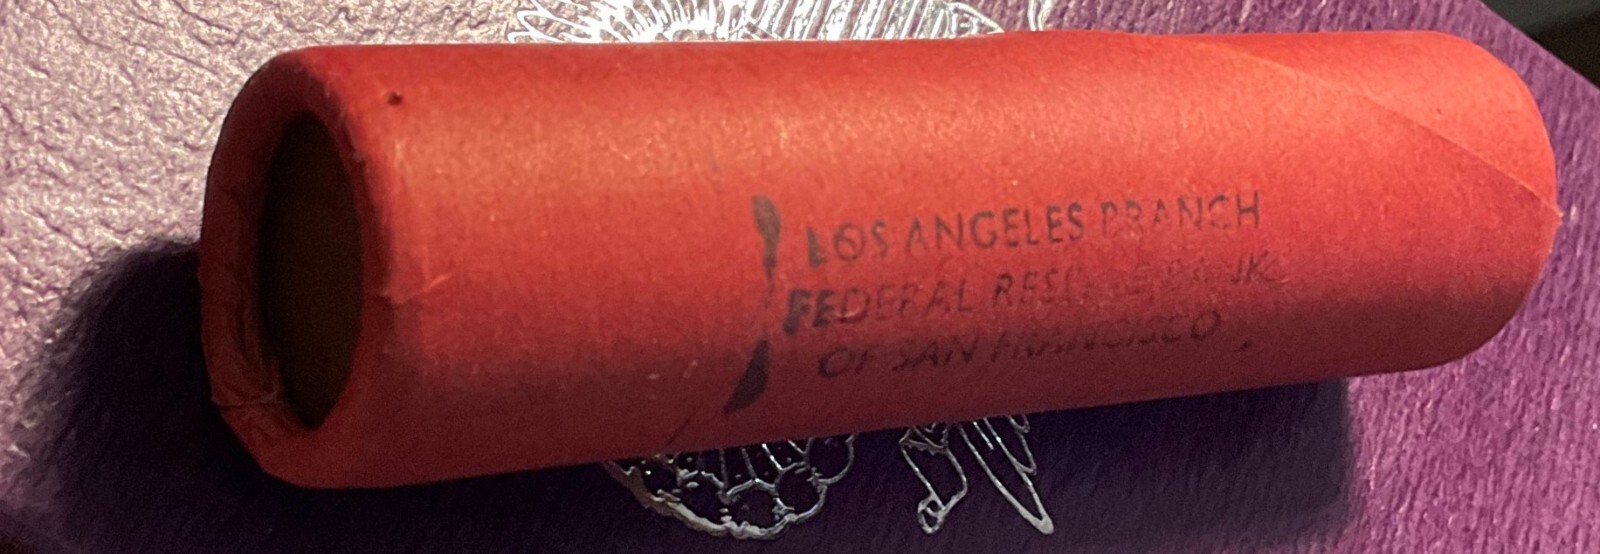 LOS ANGELES BRANCH
FEDERAL RESERVE BANK
OF SAN FRANCISCO